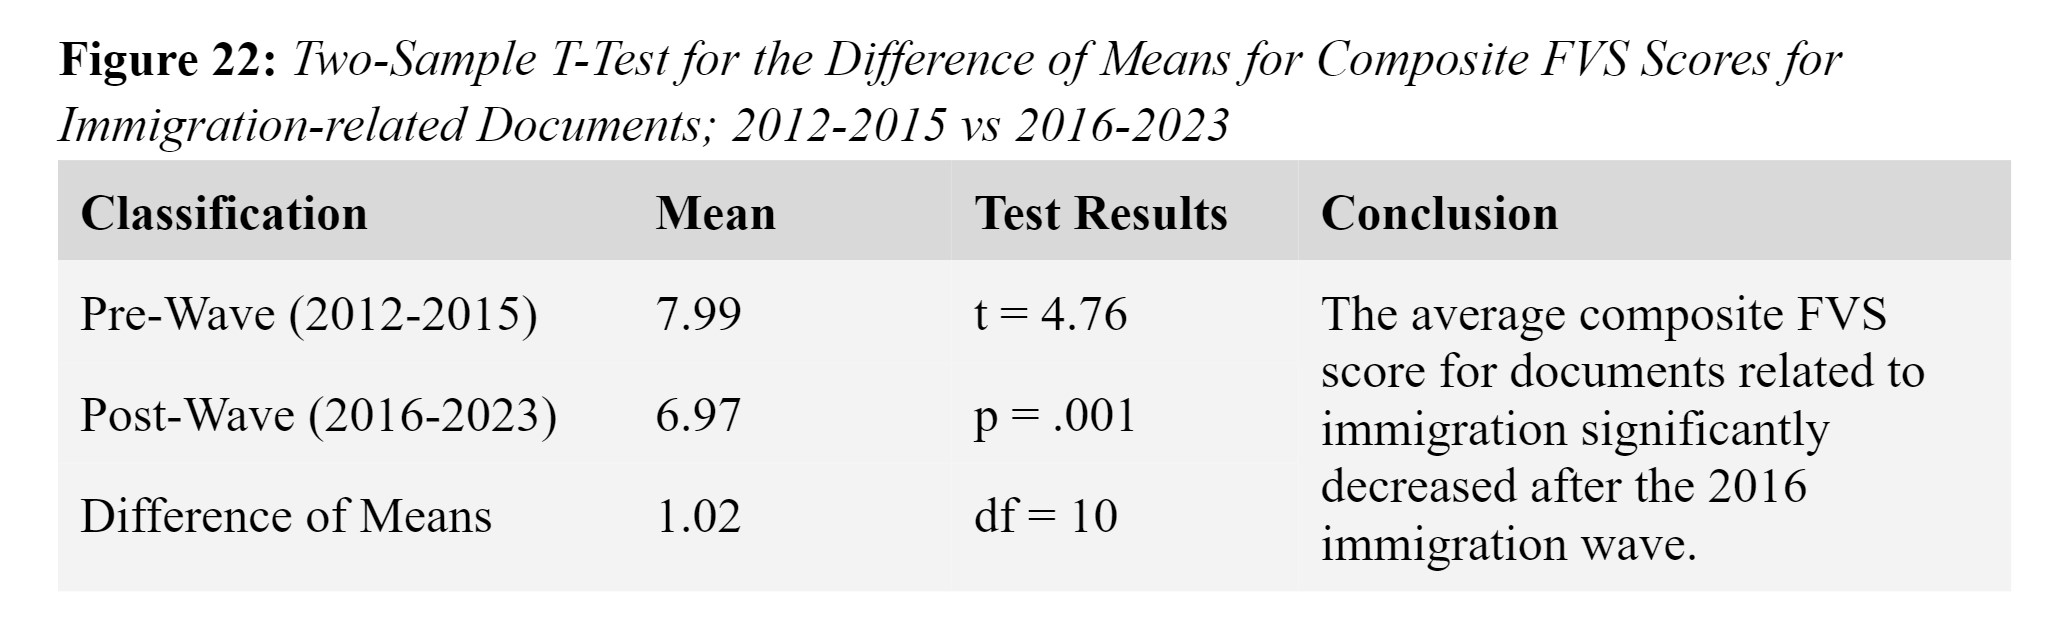 Figure 22: Two-Sample T-Test for the Difference of Means for Composite FVS Scores for
Immigration-related Documents; 2012-2015 vs 2016-2023
Classification Mean Test Results Conclusion
Pre-Wave (2012-2015) 7.99 t = 4.76 The average composite FVS
score for documents related to
Post-Wave (2016-2023) 6.97 p = .001 immigration significantly
decreased after the 2016
Difference of Means 1.02 df = 10 immigration wave.